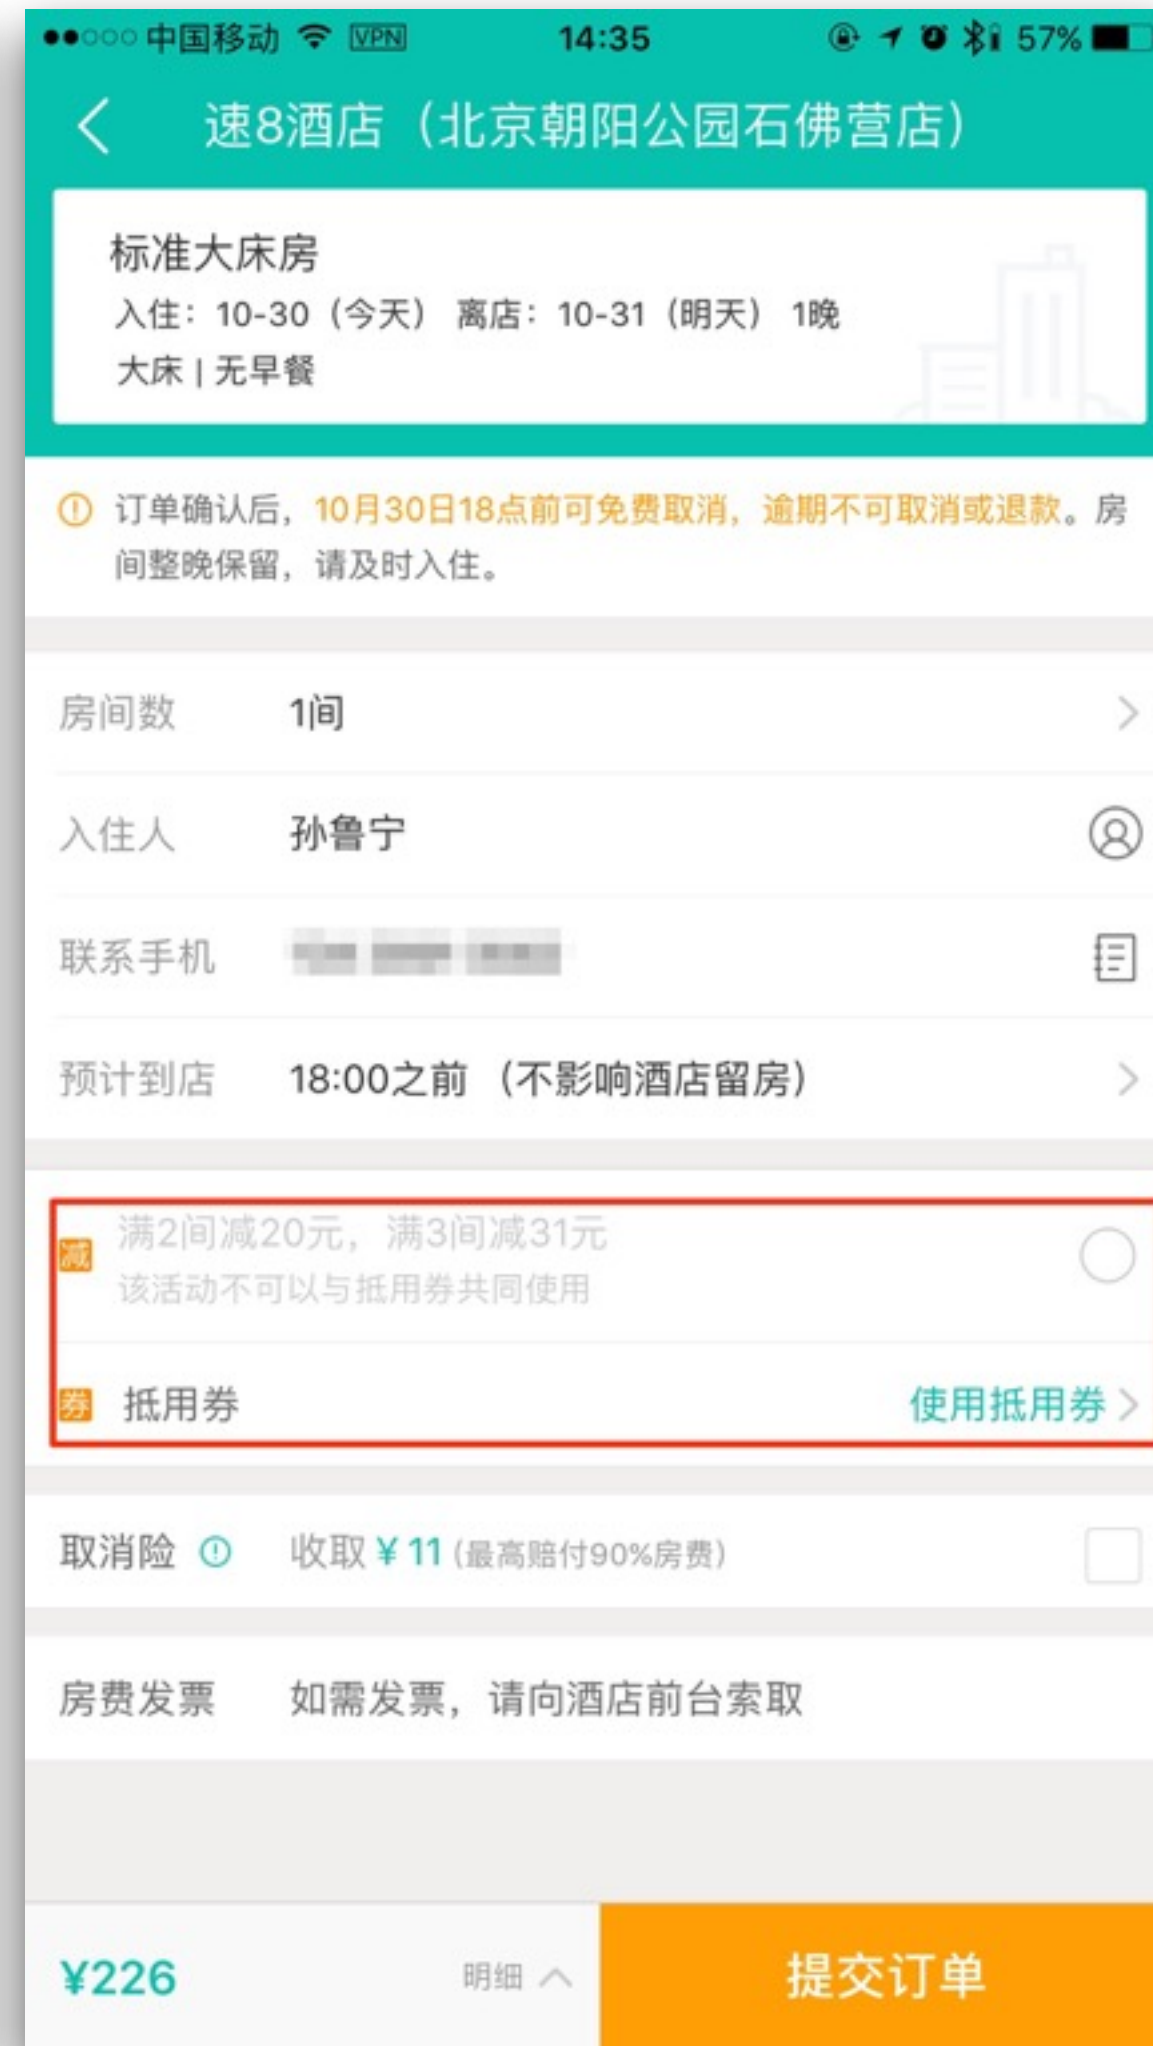 中国移动 VPN 14:35 57%
速8酒店（北京朝阳公园石佛营店）
标准大床房
入住：10-30（今天） 离店：10-31（明天） 1晚
大床 | 无早餐
订单确认后，10月30日18点前可免费取消，逾期不可取消或退款。房
间整晚保留，请及时入住。
房间数 1间
入住人 孙鲁宁
联系手机
预计到店 18:00之前（不影响酒店留房）
减 满2间减20元，满3间减31元
该活动不可以与抵用券共同使用
券 抵用券 使用抵用券
取消险 收取 ¥ 11 (最高赔付90%房费)
房费发票 如需发票，请向酒店前台索取
¥226 明细 提交订单